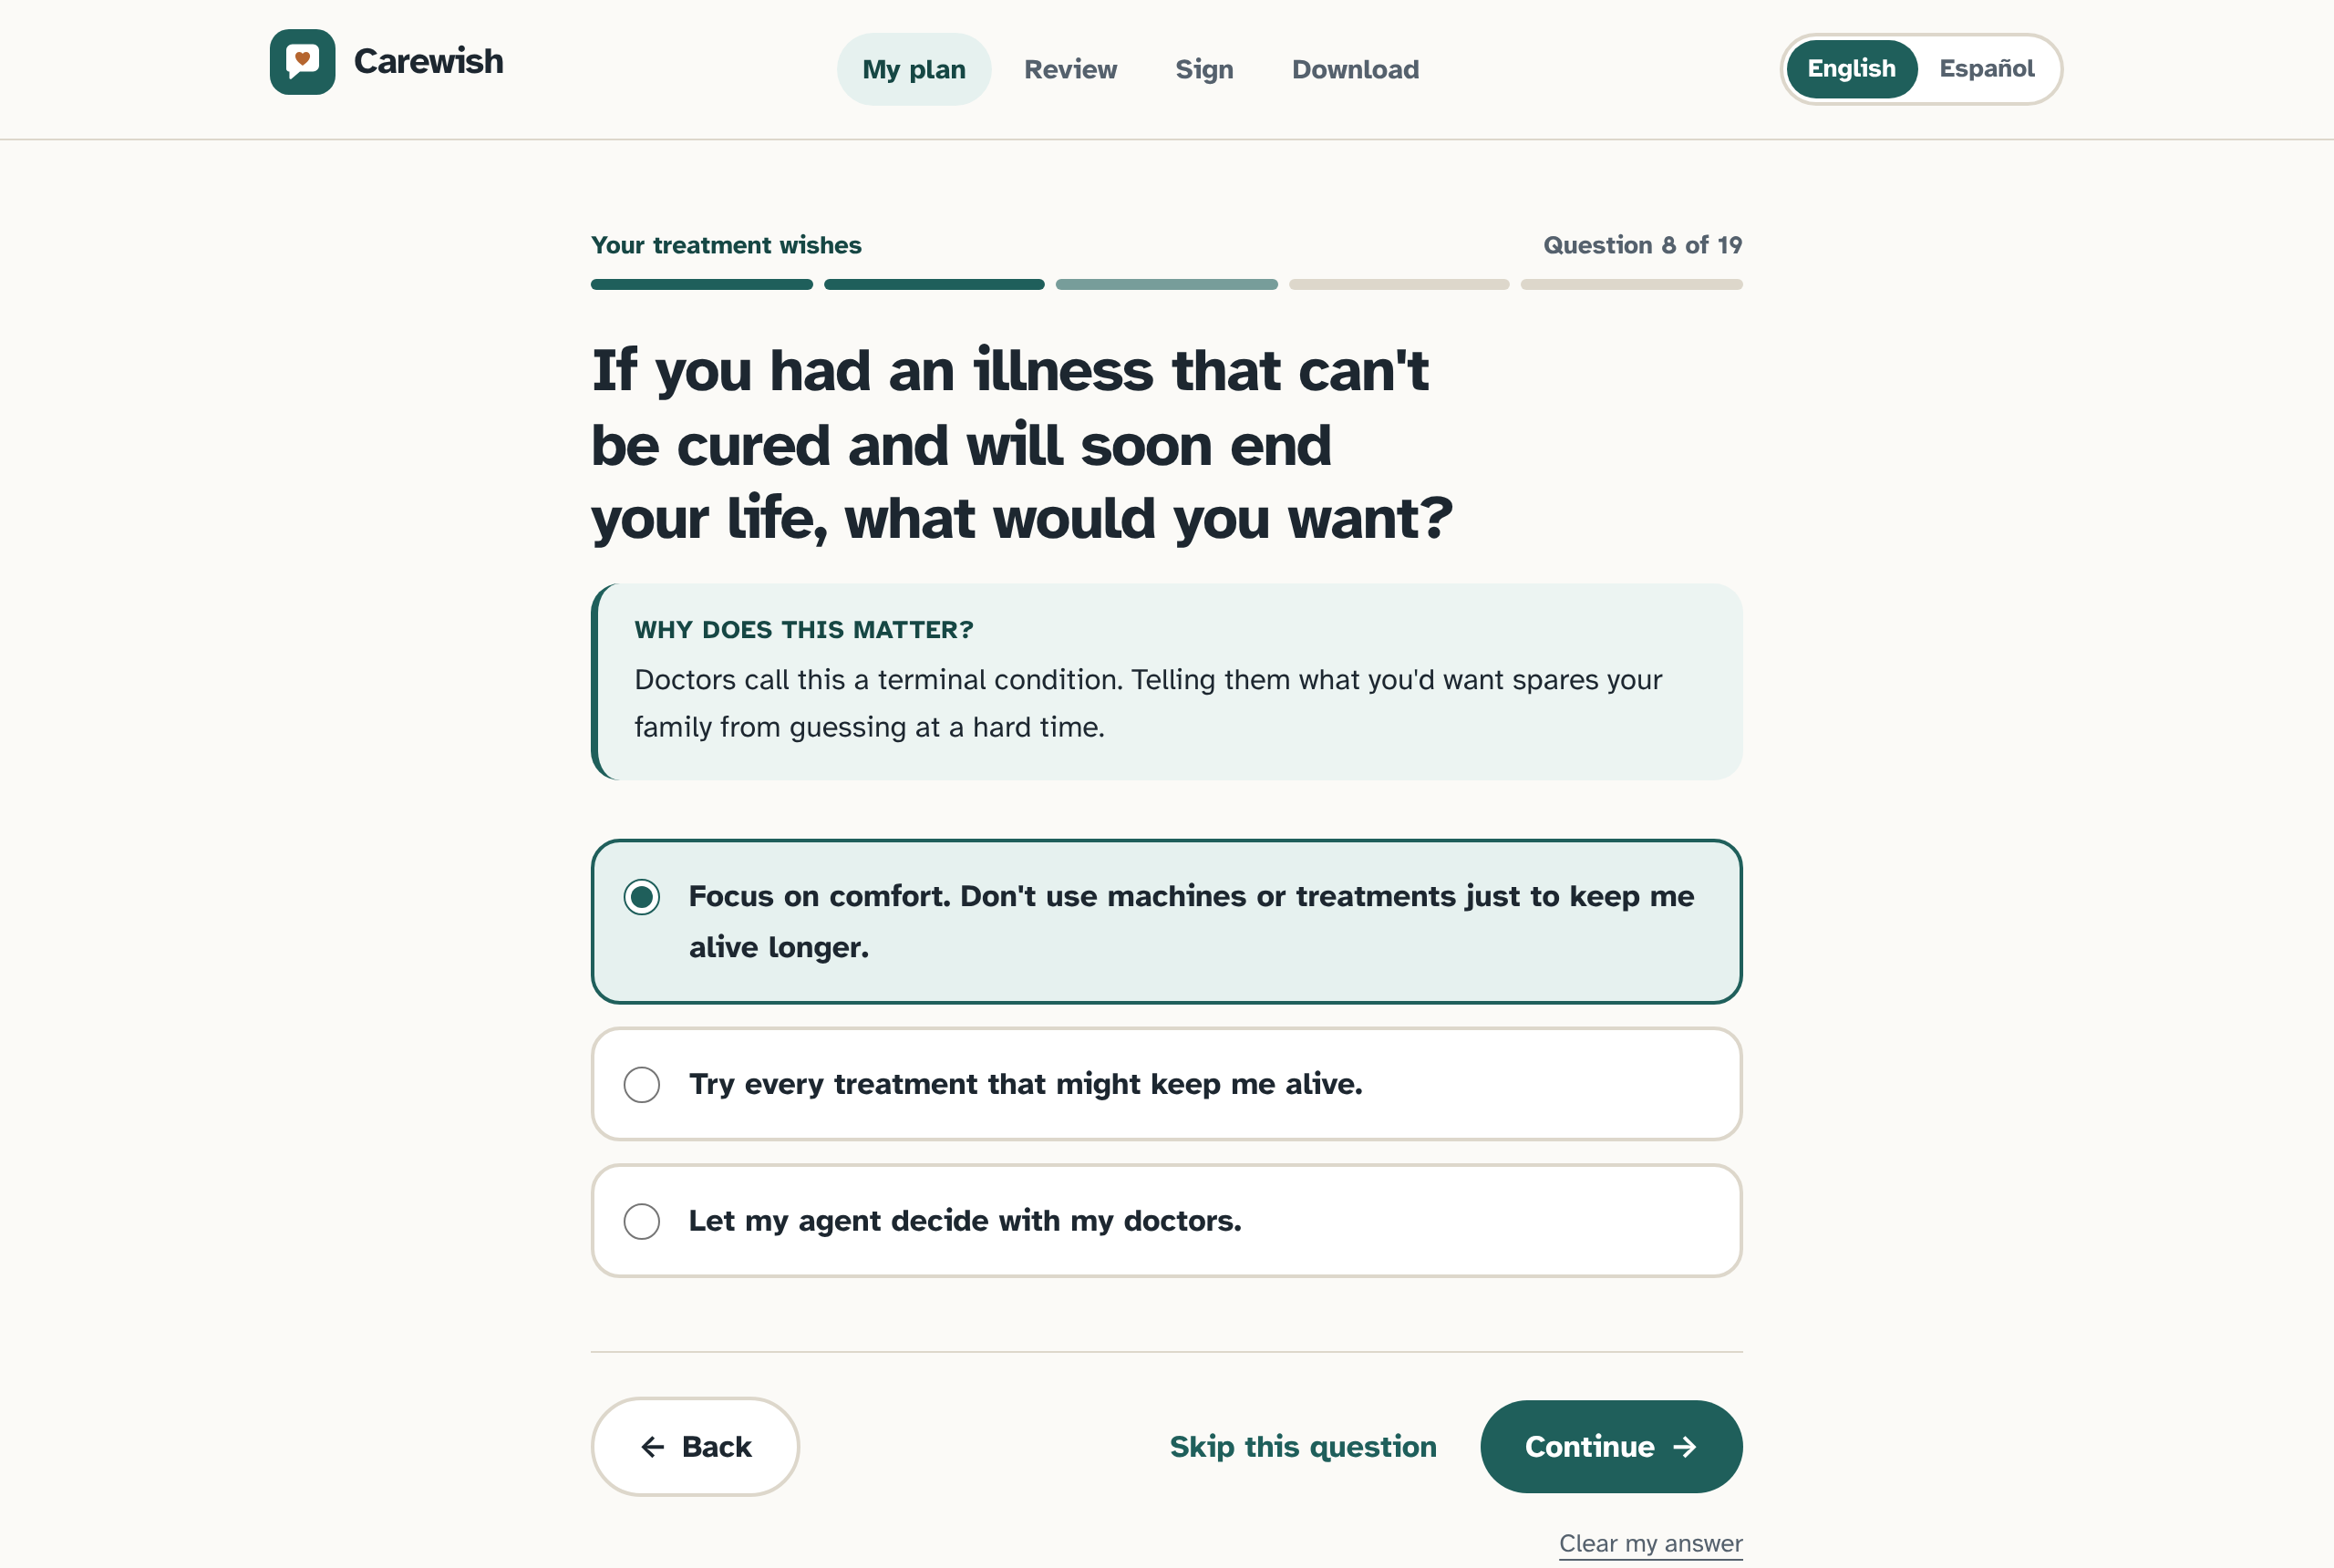 Carewish
My plan
Review
Sign
Download
English
Español
Your treatment wishes
Question 8 of 19
If you had an illness that can't
be cured and will soon end
your life, what would you want?
WHY DOES THIS MATTER?
Doctors call this a terminal condition. Telling them what you'd want spares your
family from guessing at a hard time.
Focus on comfort. Don't use machines or treatments just to keep me
alive longer.
Try every treatment that might keep me alive.
Let my agent decide with my doctors.
← Back
Skip this question
Continue →
Clear my answer